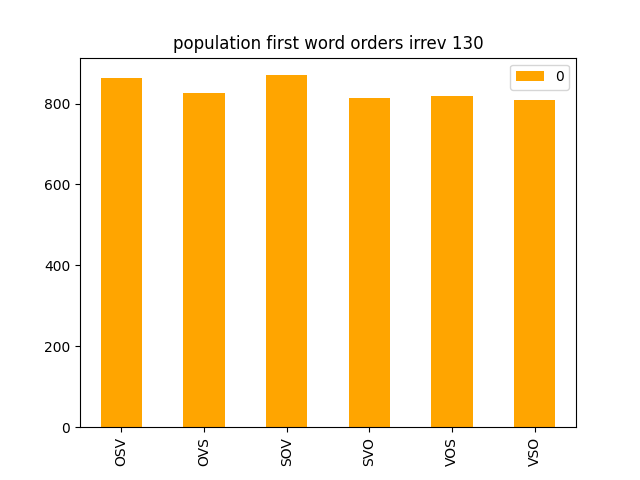 population first word orders irrev 130
0
800
600
400
200
0
OSV
OVS
SOV
SVO
VOS
VSO